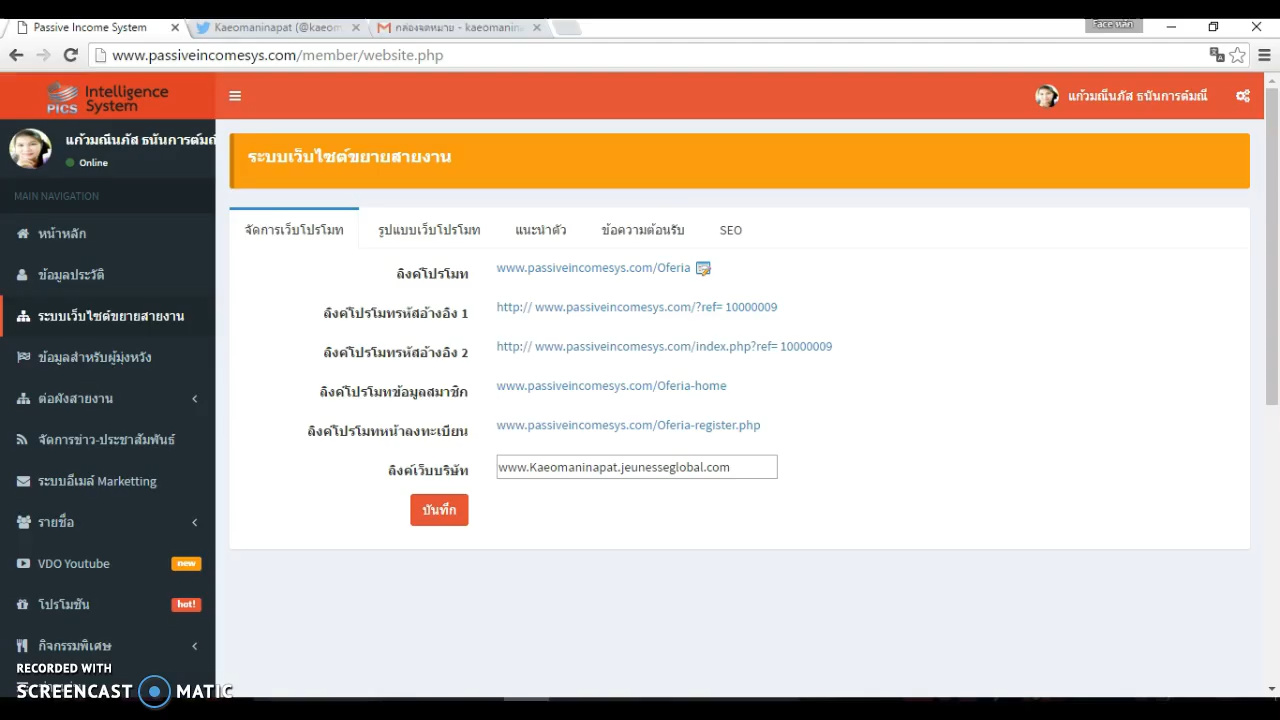 Passive Income System
Kaeomaninapat (@kaeom
กล่องจดหมาย - kaeomanin
Face หลัก
www.passiveincomesys.com/member/website.php
PICS
Intelligence
System
แก้วมณีนภัส ธนันการต์มณี
แก้วมณีนภัส ธนันการต์มณี
Online
MAIN NAVIGATION
หน้าหลัก
ข้อมูลประวัติ
ระบบเว็บไซต์ขยายสายงาน
ข้อมูลสำหรับผู้มุ่งหวัง
ต่อผังสายงาน
จัดการข่าว-ประชาสัมพันธ์
ระบบอีเมล์ Marketting
รายชื่อ
VDO Youtube new
โปรโมชัน hot!
กิจกรรมพิเศษ
ระบบเว็บไซต์ขยายสายงาน
จัดการเว็บโปรโมท รูปแบบเว็บโปรโมท แนะนำตัว ข้อความต้อนรับ SEO
ลิงค์โปรโมท www.passiveincomesys.com/Oferia
ลิงค์โปรโมทรหัสอ้างอิง 1 http:// www.passiveincomesys.com/?ref= 10000009
ลิงค์โปรโมทรหัสอ้างอิง 2 http:// www.passiveincomesys.com/index.php?ref= 10000009
ลิงค์โปรโมทข้อมูลสมาชิก www.passiveincomesys.com/Oferia-home
ลิงค์โปรโมทหน้าลงทะเบียน www.passiveincomesys.com/Oferia-register.php
ลิงค์เว็บบริษัท www.Kaeomaninapat.jeunesseglobal.com
บันทึก
RECORDED WITH
SCREENCAST MATIC